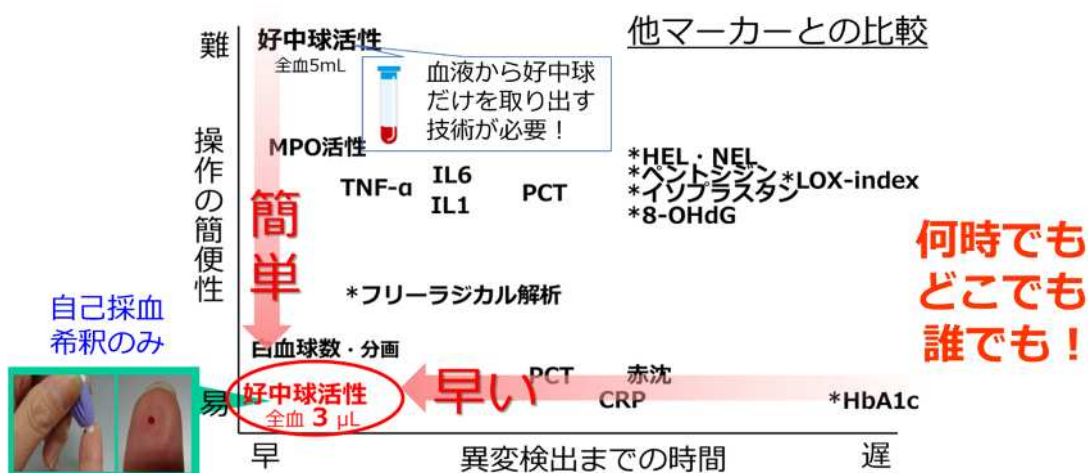 他マーカーとの比較
難
好中球活性
全血5mL
血液から好中球
だけを取り出す
技術が必要！
操作の簡便性
MPO活性
TNF-α
IL6
IL1
PCT
*HEL・NEL
*ペントシジン
*LOX-index
*イソプラスタン
*8-OHdG
簡単
*フリーラジカル解析
何時でも
どこでも
誰でも！
自己採血
希釈のみ
白血球数・分画
易
好中球活性
全血 3 μL
早い
PCT
赤沈
CRP
*HbA1c
早
異変検出までの時間
遅